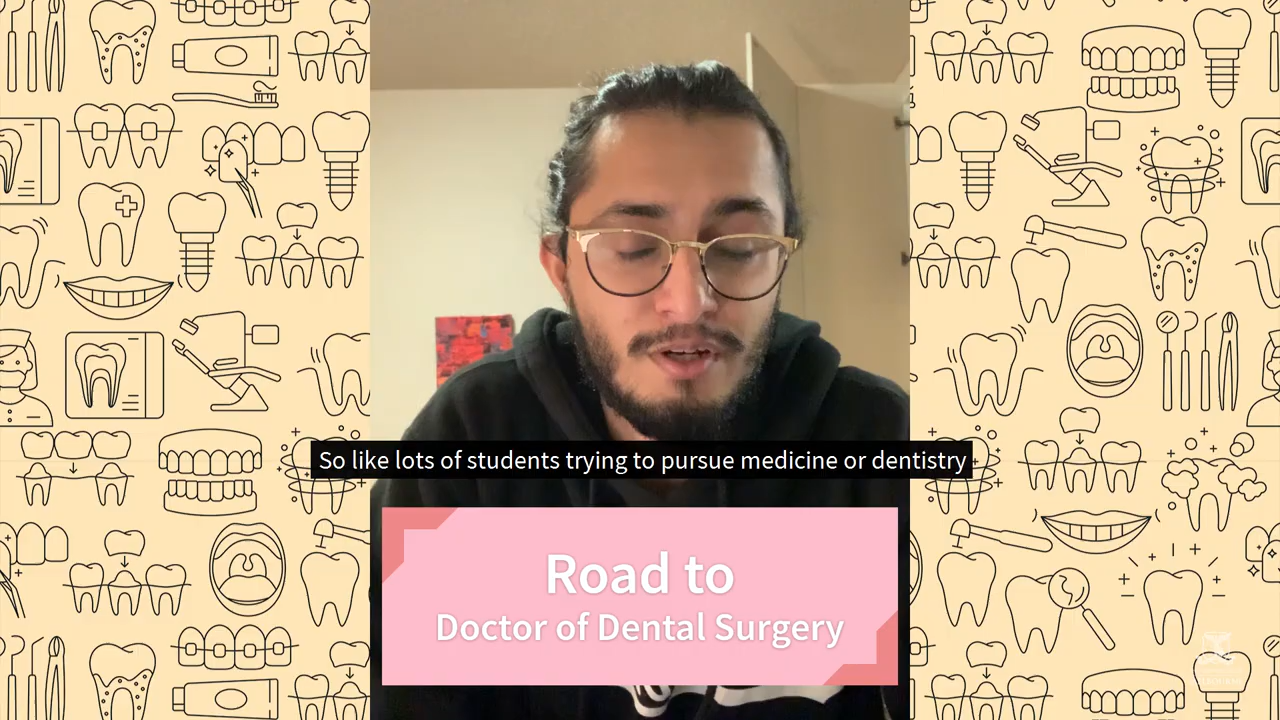 So like lots of students trying to pursue medicine or dentistry
Road to
Doctor of Dental Surgery